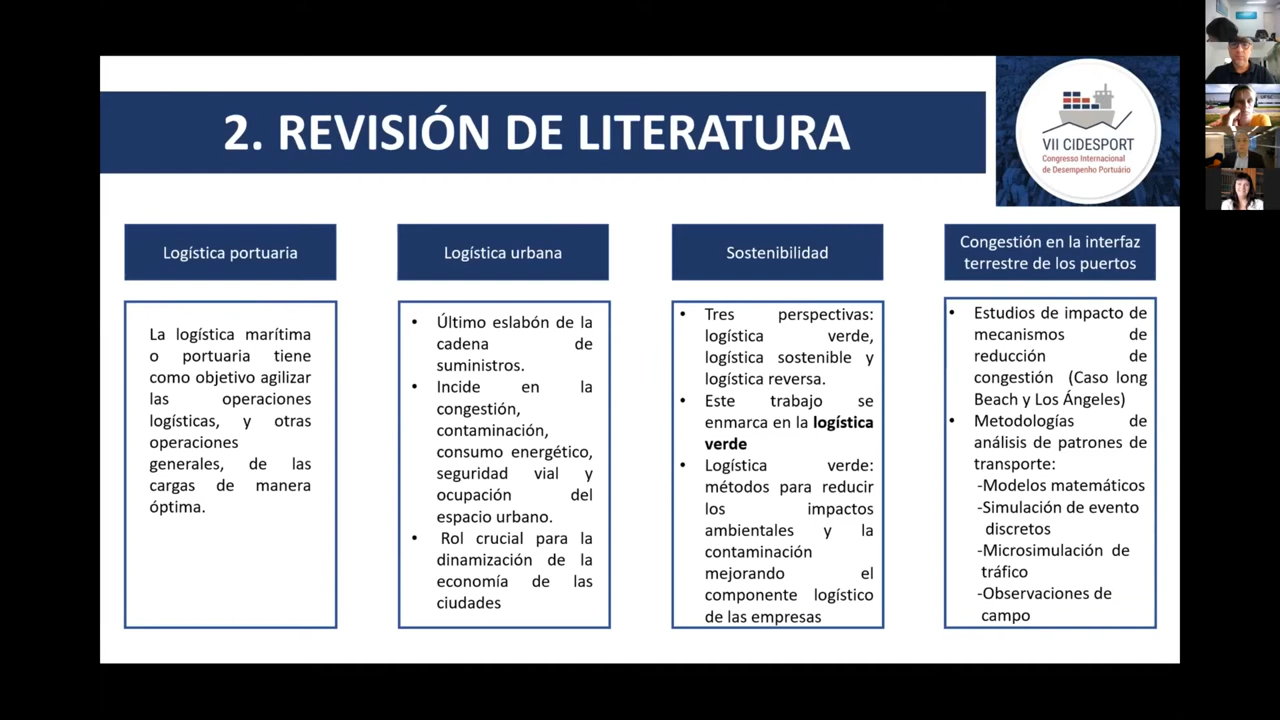 2. REVISIÓN DE LITERATURA
VII CIDESPORT
Congresso Internacional
de Desempenho Portuário
Logística portuaria
La logística marítima
o portuaria tiene
como objetivo agilizar
las operaciones
logísticas, y otras
operaciones
generales, de las
cargas de manera
óptima.
Logística urbana
• Último eslabón de la
cadena de
suministros.
• Incide en la
congestión,
contaminación,
consumo energético,
seguridad vial y
ocupación del
espacio urbano.
• Rol crucial para la
dinamización de la
economía de las
ciudades
Sostenibilidad
• Tres perspectivas:
logística verde,
logística sostenible y
logística reversa.
• Este trabajo se
enmarca en la logística
verde
• Logística verde:
métodos para reducir
los impactos
ambientales y la
contaminación
mejorando el
componente logístico
de las empresas
Congestión en la interfaz
terrestre de los puertos
• Estudios de impacto de
mecanismos de
reducción de
congestión (Caso long
Beach y Los Ángeles)
• Metodologías de
análisis de patrones de
transporte:
-Modelos matemáticos
-Simulación de evento
discretos
-Microsimulación de
tráfico
-Observaciones de
campo